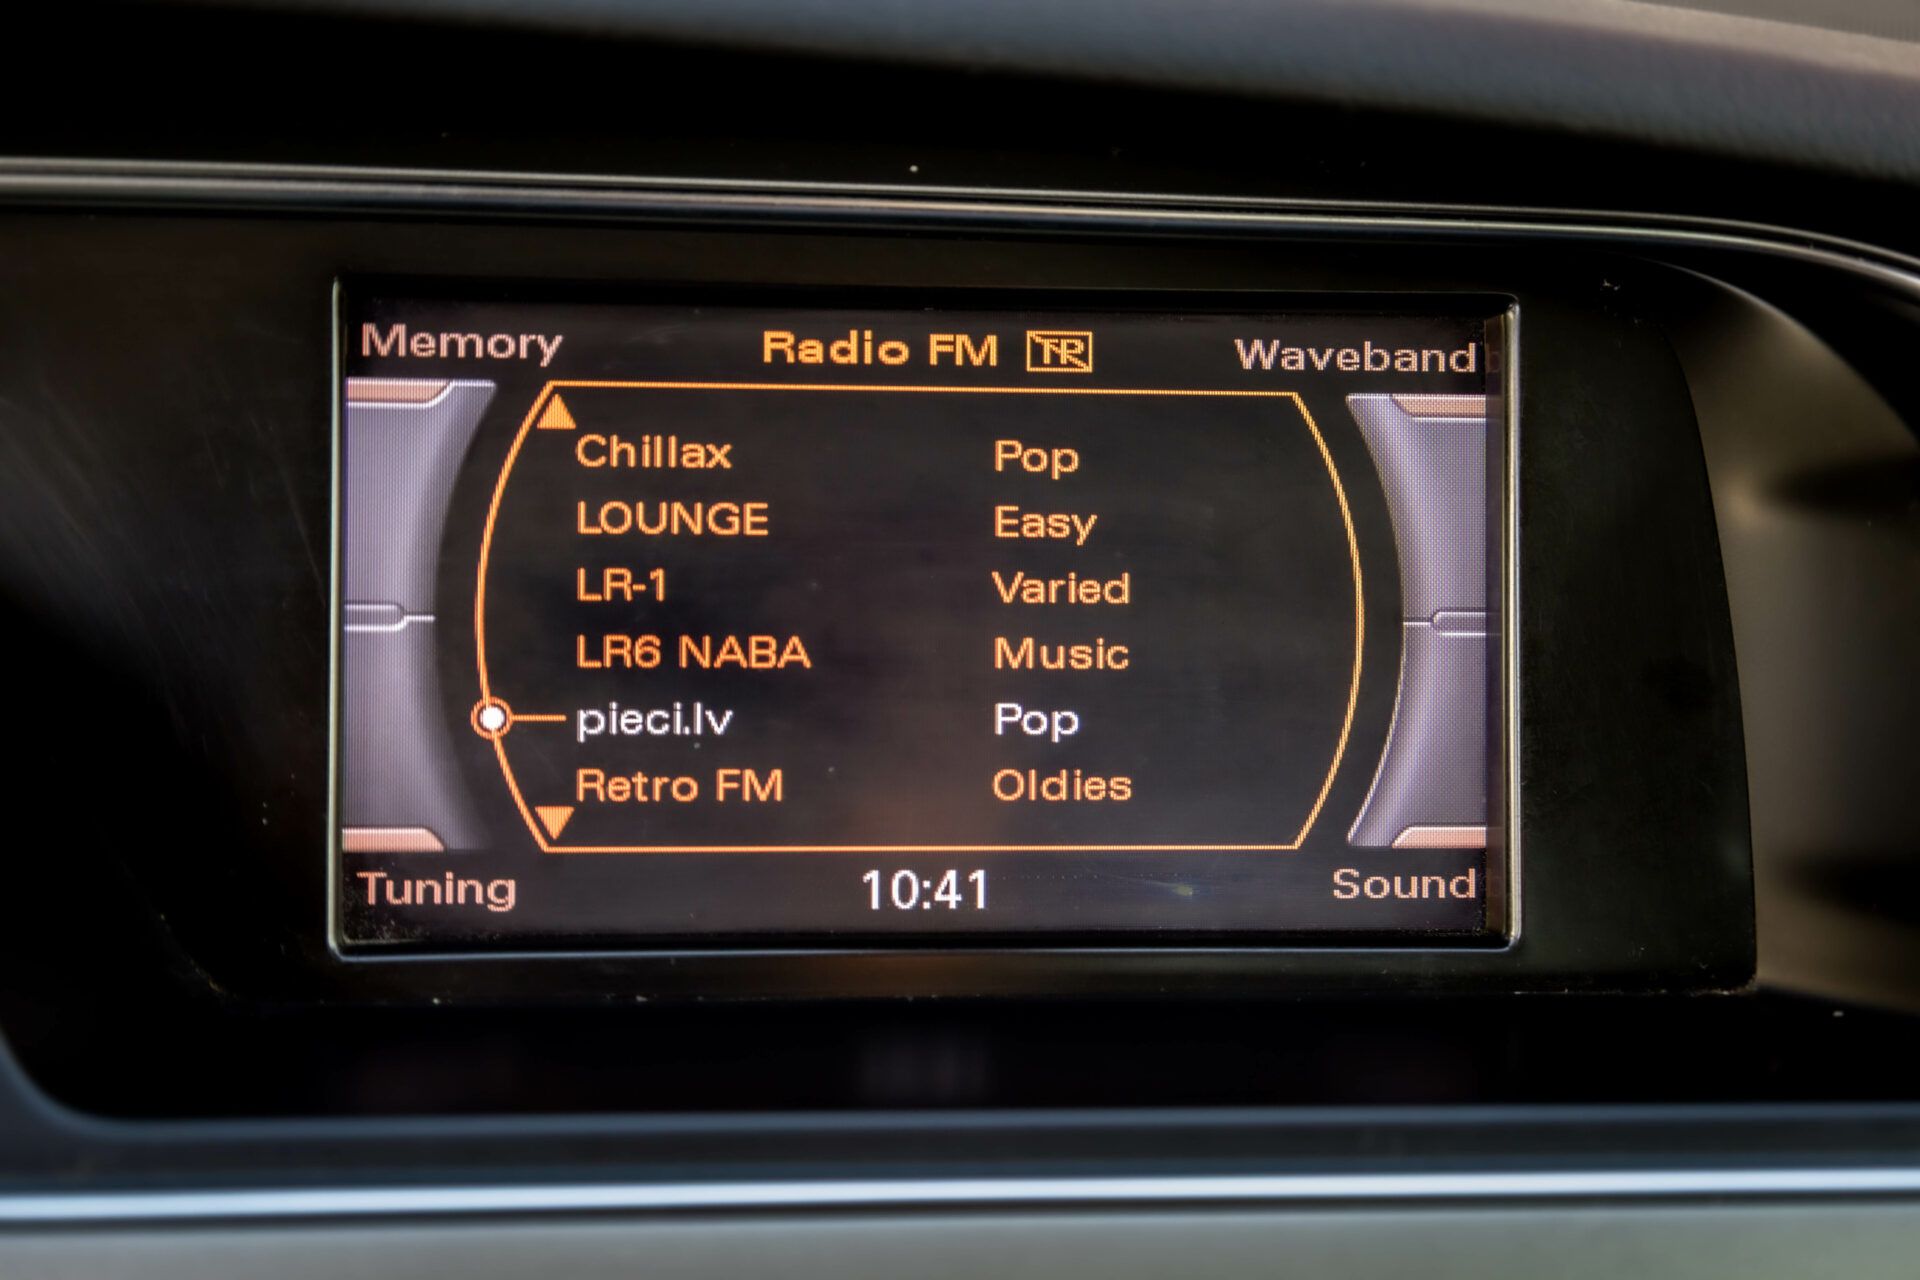 Memory Radio FM TP Waveband
Chillax Pop
LOUNGE Easy
LR-1 Varied
LR6 NABA Music
pieci.lv Pop
Retro FM Oldies
Tuning 10:41 Sound